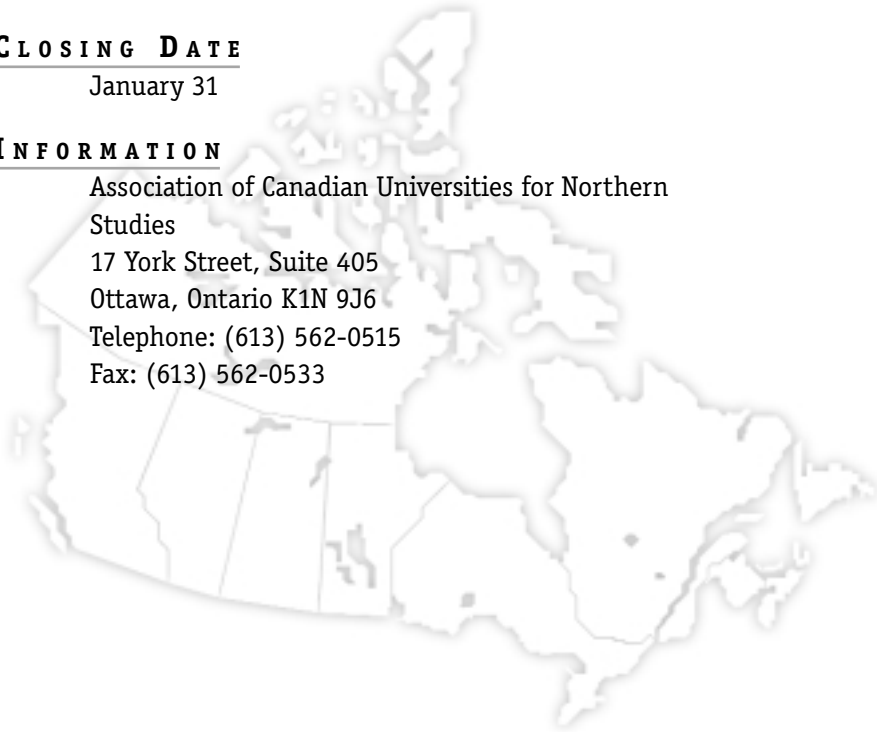 CLOSING DATE
January 31
INFORMATION
Association of Canadian Universities for Northern
Studies
17 York Street, Suite 405
Ottawa, Ontario K1N 9J6
Telephone: (613) 562-0515
Fax: (613) 562-0533